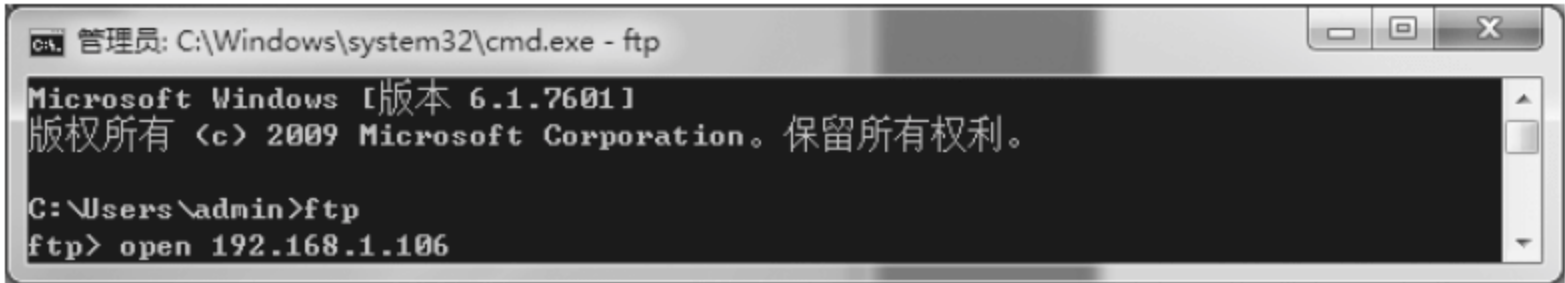 管理员: C:\Windows\system32\cmd.exe - ftp
Microsoft Windows [版本 6.1.7601]
版权所有 (c) 2009 Microsoft Corporation。保留所有权利。
C:\Users\admin>ftp
ftp> open 192.168.1.106